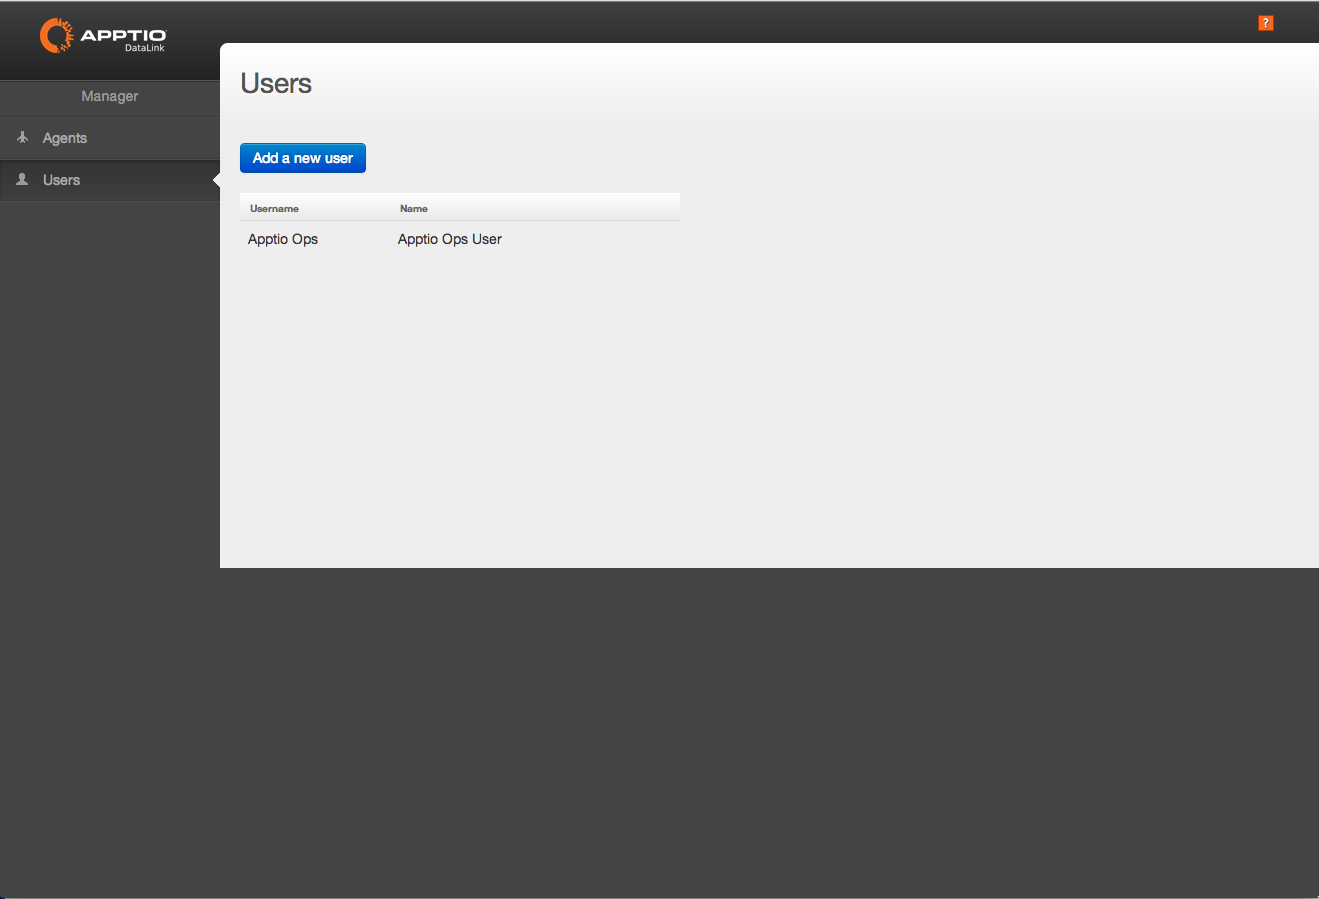 APPTIO
DataLink
?
Manager
Agents
Users
Users
Add a new user
Username Name
Apptio Ops Apptio Ops User